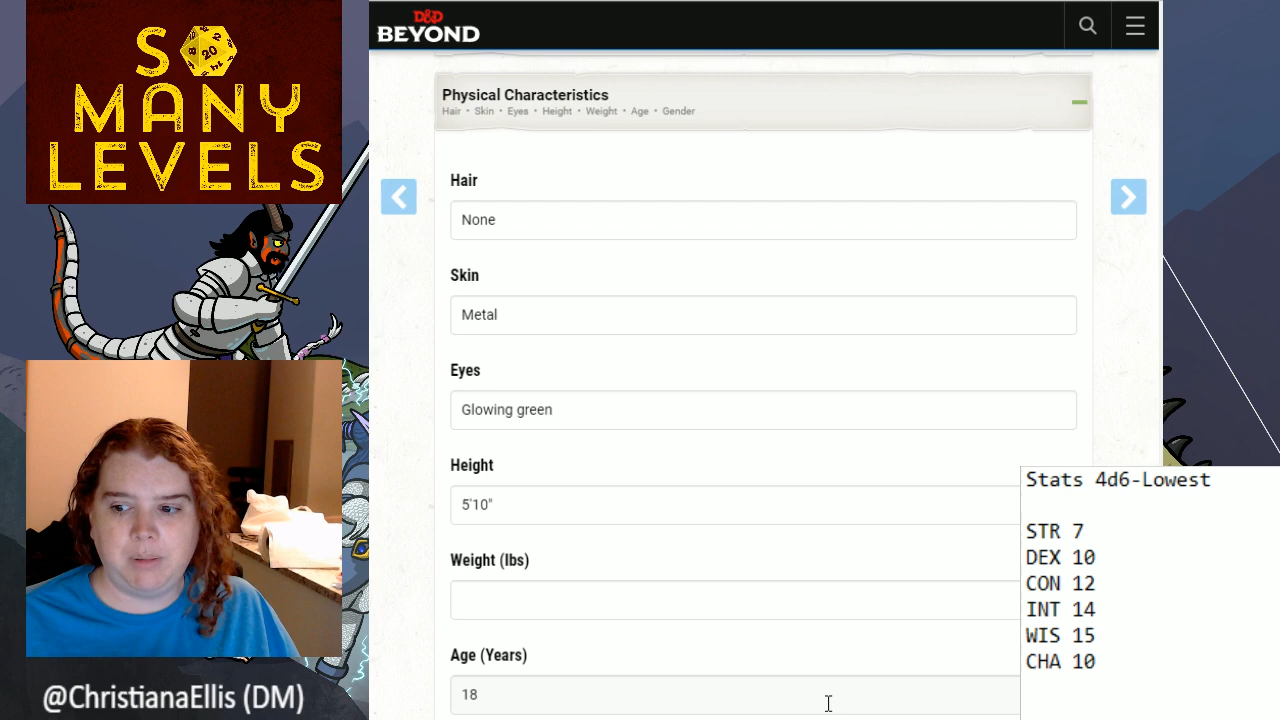 SO
MANY
LEVELS
20
@ChristianaEllis (DM)
D&D
BEYOND
Physical Characteristics
Hair • Skin • Eyes • Height • Weight • Age • Gender
Hair
None
Skin
Metal
Eyes
Glowing green
Height
5'10"
Weight (lbs)
Age (Years)
18
Stats 4d6-Lowest
STR 7
DEX 10
CON 12
INT 14
WIS 15
CHA 10